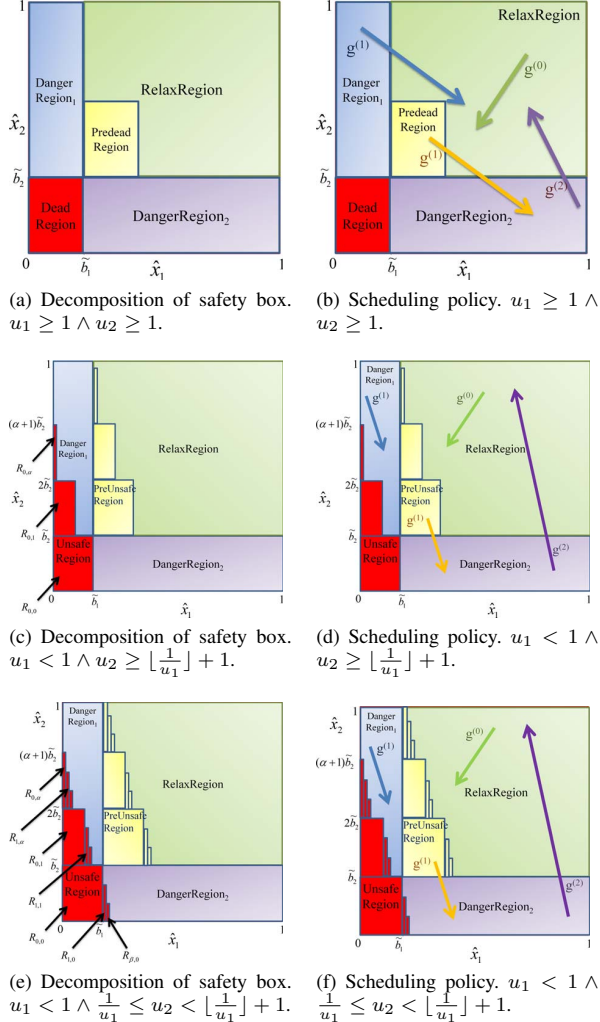 1
Danger
Region₁
RelaxRegion
x̂₂
Predead
Region
b̃₂
Dead
Region
DangerRegion₂
0
b̃₁
x̂₁
1
(a) Decomposition of safety box.
u₁ ≥ 1 ∧ u₂ ≥ 1.
1
RelaxRegion
g⁽¹⁾
g⁽⁰⁾
Danger
Region₁
x̂₂
Predead
Region
g⁽¹⁾
b̃₂
g⁽²⁾
Dead
Region
DangerRegion₂
0
b̃₁
x̂₁
1
(b) Scheduling policy. u₁ ≥ 1 ∧
u₂ ≥ 1.
1
(α+1)b̃₂
Danger
Region₁
RelaxRegion
R₀,α
2b̃₂
x̂₂
PreUnsafe
Region
R₀,₁
b̃₂
Unsafe
Region
DangerRegion₂
R₀,₀
b̃₁
x̂₁
1
(c) Decomposition of safety box.
u₁ < 1 ∧ u₂ ≥ ⌊1/u₁⌋ + 1.
1
Danger
Region₁
g⁽¹⁾
g⁽⁰⁾
(α+1)b̃₂
RelaxRegion
2b̃₂
x̂₂
PreUnsafe
Region
g⁽¹⁾
b̃₂
Unsafe
Region
g⁽²⁾
DangerRegion₂
b̃₁
x̂₁
1
(d) Scheduling policy. u₁ < 1 ∧
u₂ ≥ ⌊1/u₁⌋ + 1.
1
x̂₂
Danger
Region₁
(α+1)b̃₂
RelaxRegion
R₀,α
2b̃₂
R₁,α
PreUnsafe
Region
R₀,₁
b̃₂
R₁,₁
Unsafe
Region
DangerRegion₂
R₀,₀
b̃₁
x̂₁
1
R₁,₀
Rβ,₀
(e) Decomposition of safety box.
u₁ < 1 ∧ 1/u₁ ≤ u₂ < ⌊1/u₁⌋ + 1.
1
x̂₂
Danger
Region₁
g⁽¹⁾
g⁽⁰⁾
(α+1)b̃₂
RelaxRegion
2b̃₂
PreUnsafe
Region
g⁽¹⁾
b̃₂
Unsafe
Region
g⁽²⁾
DangerRegion₂
b̃₁
x̂₁
1
(f) Scheduling policy. u₁ < 1 ∧
1/u₁ ≤ u₂ < ⌊1/u₁⌋ + 1.